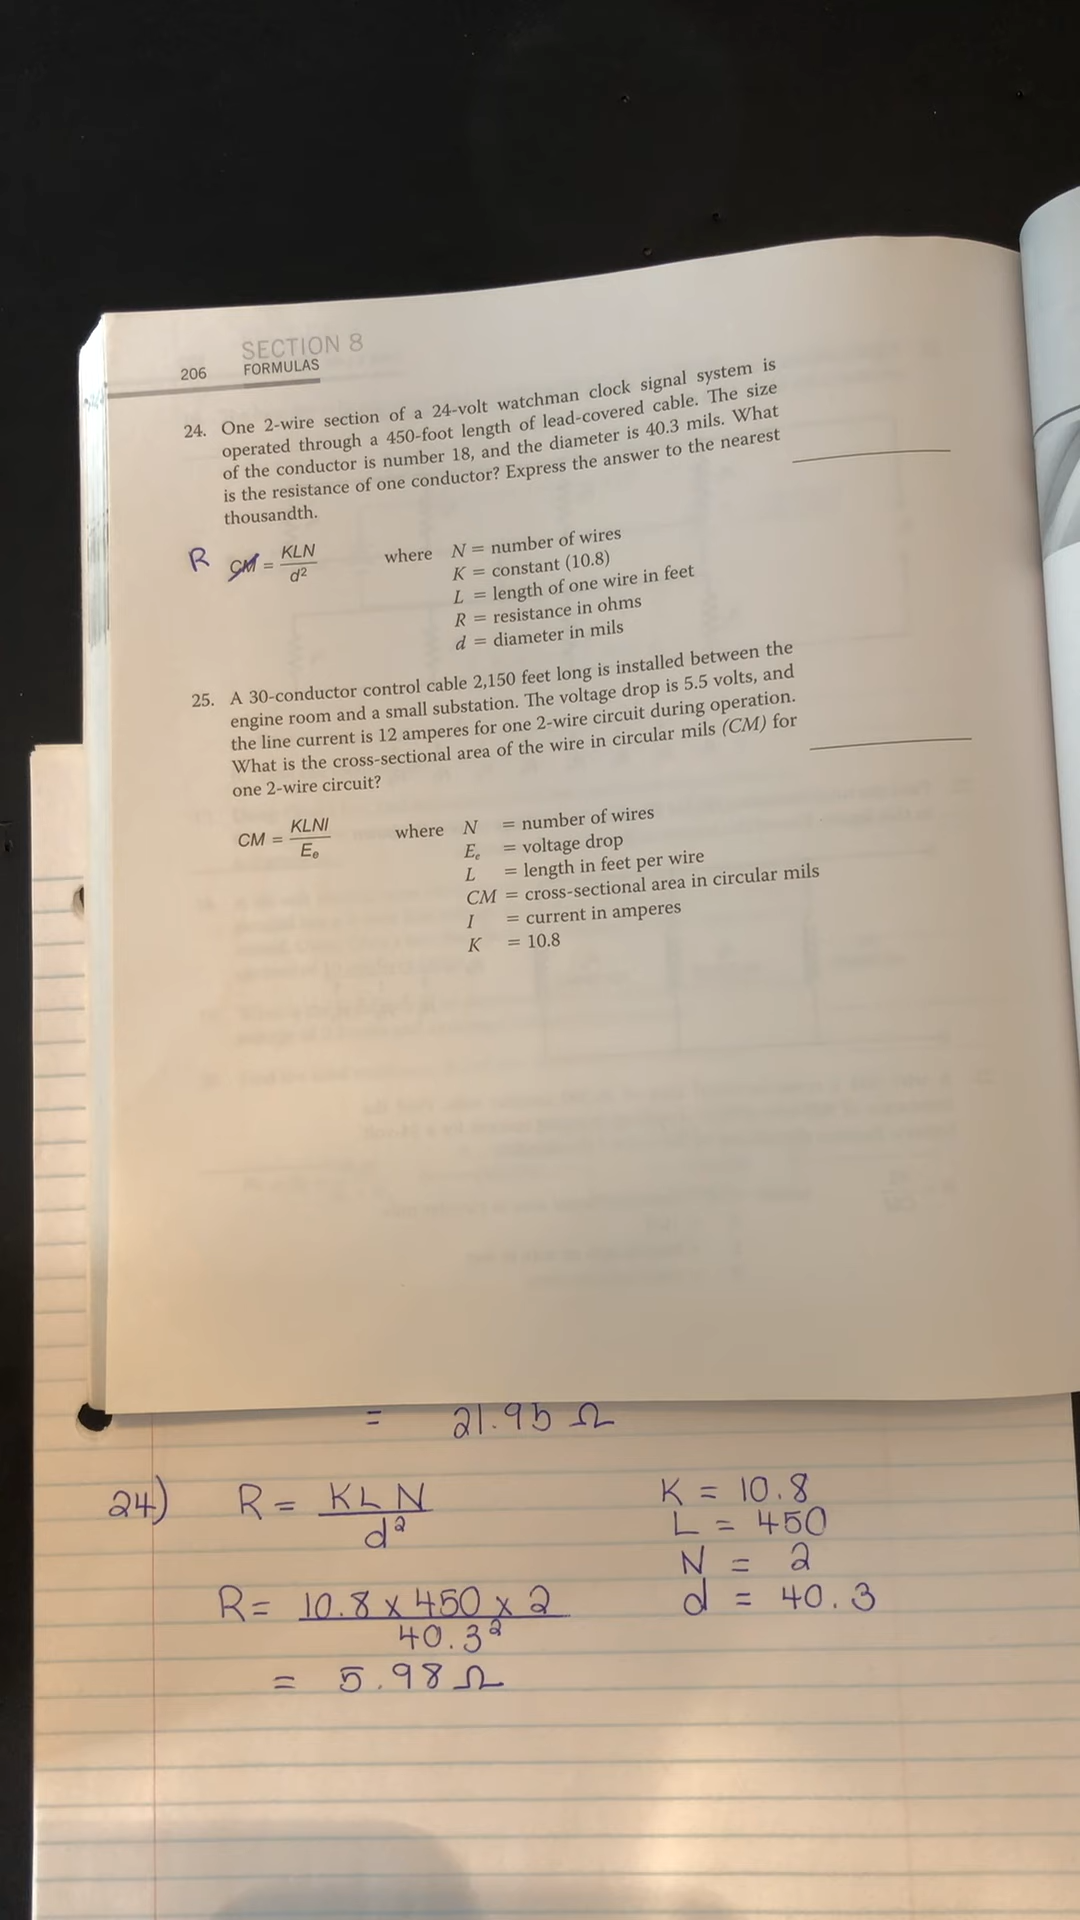 SECTION 8
206 FORMULAS
24. One 2-wire section of a 24-volt watchman clock signal system is
operated through a 450-foot length of lead-covered cable. The size
of the conductor is number 18, and the diameter is 40.3 mils. What
is the resistance of one conductor? Express the answer to the nearest
thousandth.
R CM = KLN / d²
where N = number of wires
K = constant (10.8)
L = length of one wire in feet
R = resistance in ohms
d = diameter in mils
25. A 30-conductor control cable 2,150 feet long is installed between the
engine room and a small substation. The voltage drop is 5.5 volts, and
the line current is 12 amperes for one 2-wire circuit during operation.
What is the cross-sectional area of the wire in circular mils (CM) for
one 2-wire circuit?
CM = KLNI / Eₑ
where N = number of wires
Eₑ = voltage drop
L = length in feet per wire
CM = cross-sectional area in circular mils
I = current in amperes
K = 10.8
= 21.95 Ω
24) R = KLN / d²
K = 10.8
L = 450
N = 2
d = 40.3
R = 10.8 x 450 x 2 / 40.3²
= 5.98 Ω